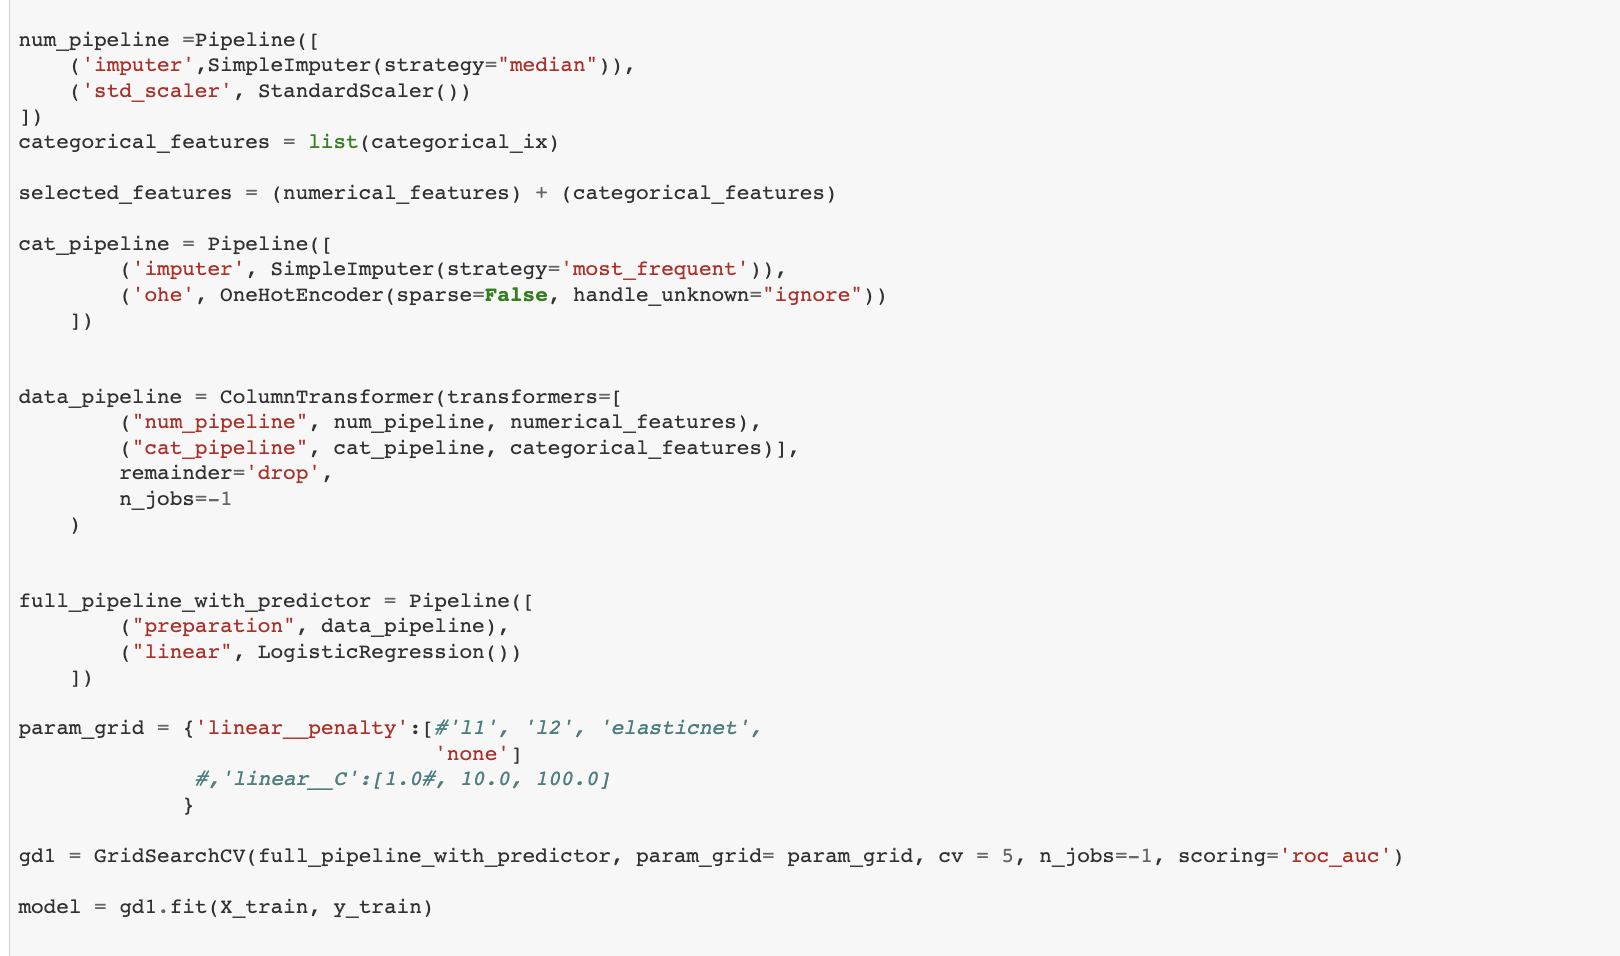 num_pipeline =Pipeline([
    ('imputer',SimpleImputer(strategy="median")),
    ('std_scaler', StandardScaler())
])
categorical_features = list(categorical_ix)
selected_features = (numerical_features) + (categorical_features)
cat_pipeline = Pipeline([
        ('imputer', SimpleImputer(strategy='most_frequent')),
        ('ohe', OneHotEncoder(sparse=False, handle_unknown="ignore"))
    ])
data_pipeline = ColumnTransformer(transformers=[
        ("num_pipeline", num_pipeline, numerical_features),
        ("cat_pipeline", cat_pipeline, categorical_features)],
        remainder='drop',
        n_jobs=-1
    )
full_pipeline_with_predictor = Pipeline([
        ("preparation", data_pipeline),
        ("linear", LogisticRegression())
    ])
param_grid = {'linear__penalty':[#'l1', 'l2', 'elasticnet',
                                 'none']
              #,'linear__C':[1.0#, 10.0, 100.0]
             }
gd1 = GridSearchCV(full_pipeline_with_predictor, param_grid= param_grid, cv = 5, n_jobs=-1, scoring='roc_auc')
model = gd1.fit(X_train, y_train)